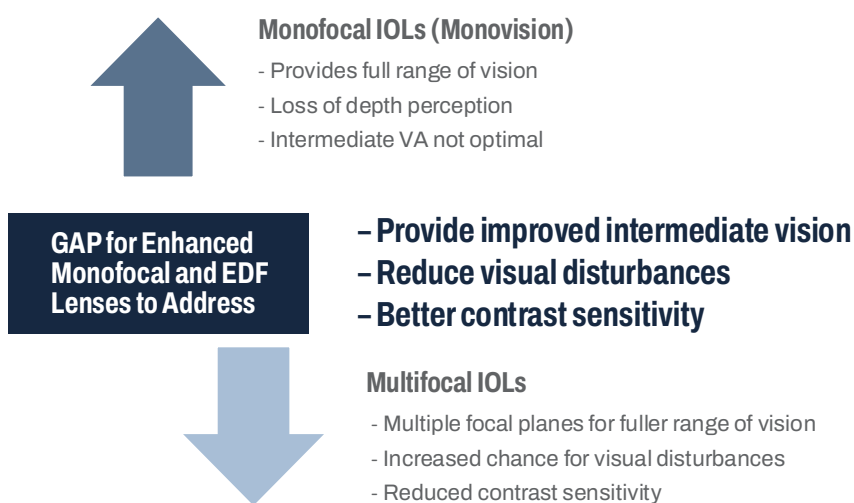 Monofocal IOLs (Monovision)
- Provides full range of vision
- Loss of depth perception
- Intermediate VA not optimal
GAP for Enhanced
Monofocal and EDF
Lenses to Address
– Provide improved intermediate vision
– Reduce visual disturbances
– Better contrast sensitivity
Multifocal IOLs
- Multiple focal planes for fuller range of vision
- Increased chance for visual disturbances
- Reduced contrast sensitivity